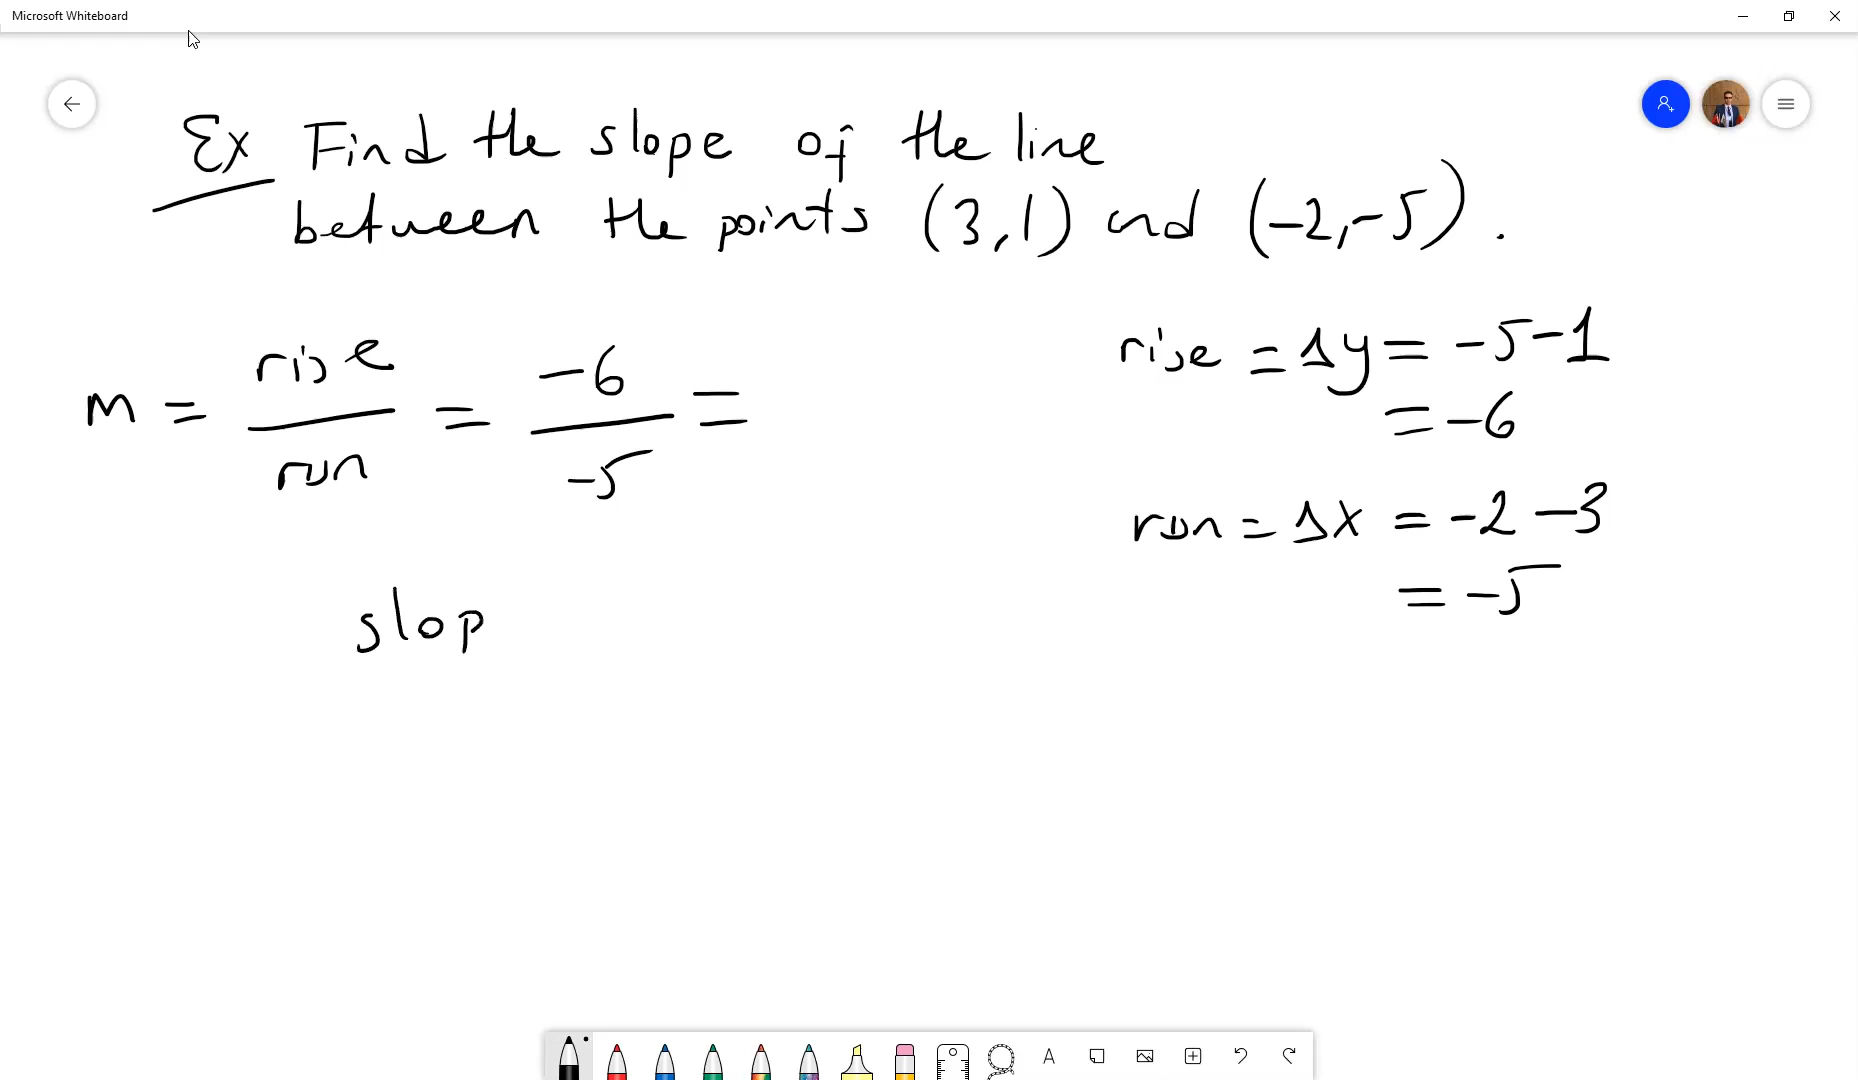 Microsoft Whiteboard
Ex Find the slope of the line
between the points (3,1) and (-2,-5).
m = rise/run = -6/-5 =
rise = Δy = -5-1
= -6
run = Δx = -2-3
= -5
slop
A